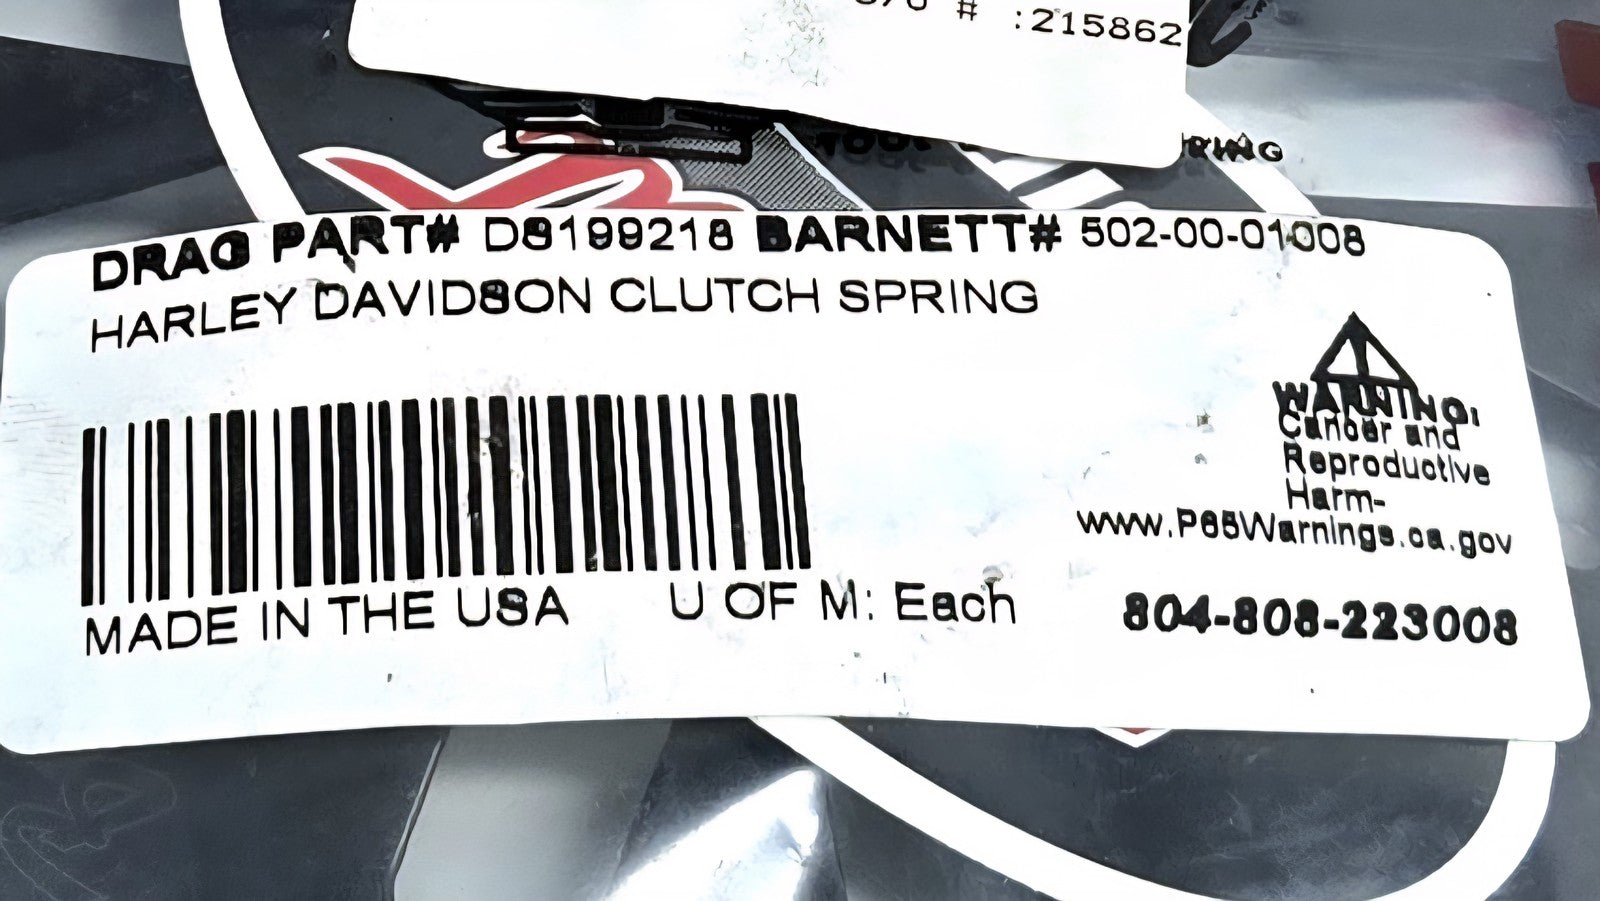 # :215862
DRAG PART# DS199218 BARNETT# 502-00-01008
HARLEY DAVIDSON CLUTCH SPRING
WARNING:
Cancer and
Reproductive
Harm-
www.P65Warnings.ca.gov
MADE IN THE USA U OF M: Each
804-808-223008